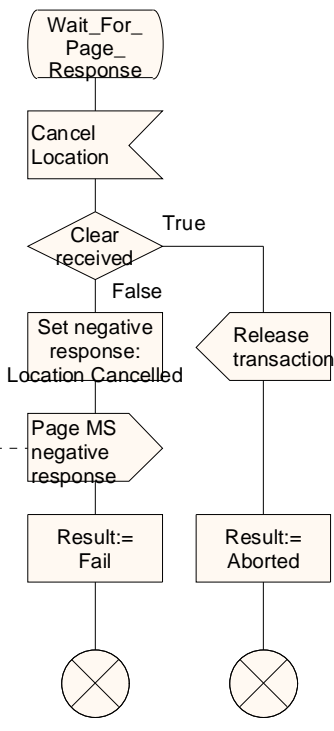 Wait_For_
Page_
Response
Cancel
Location
True
Clear
received
False
Set negative
response:
Location Cancelled
Release
transaction
Page MS
negative
response
Result:=
Fail
Result:=
Aborted